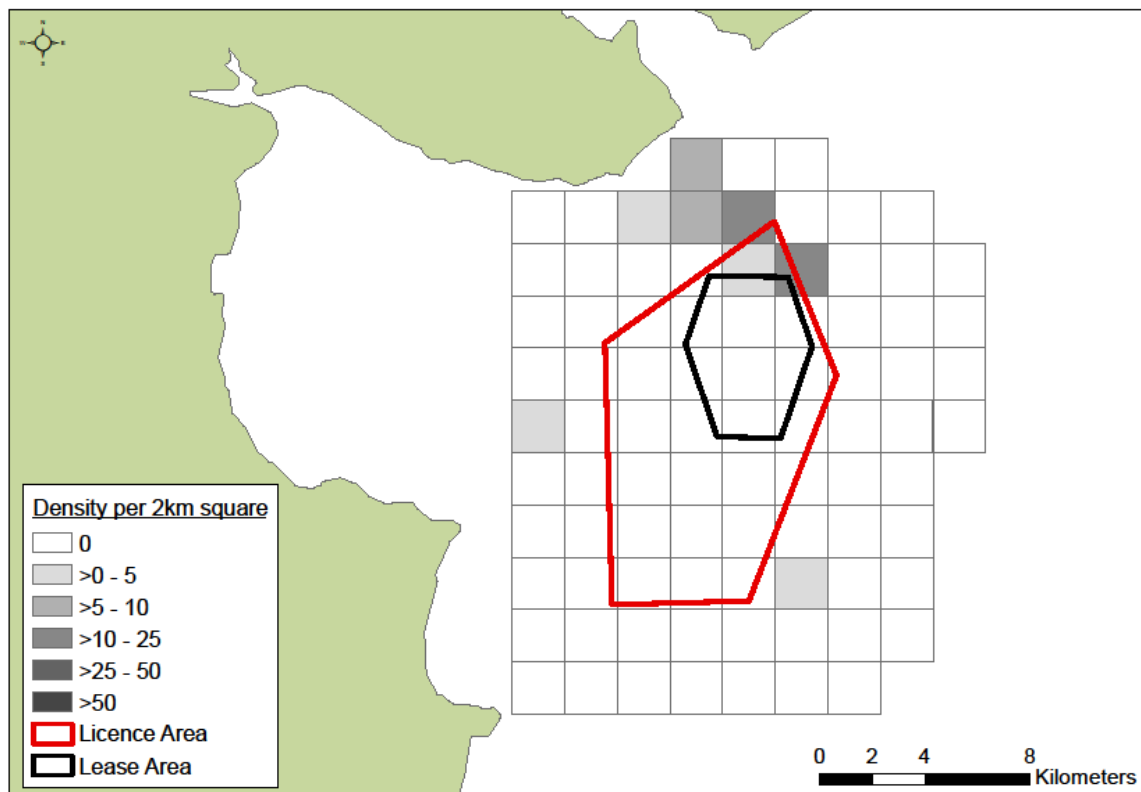 N
W E
S
Density per 2km square
0
>0 - 5
>5 - 10
>10 - 25
>25 - 50
>50
Licence Area
Lease Area
0 2 4 8
Kilometers